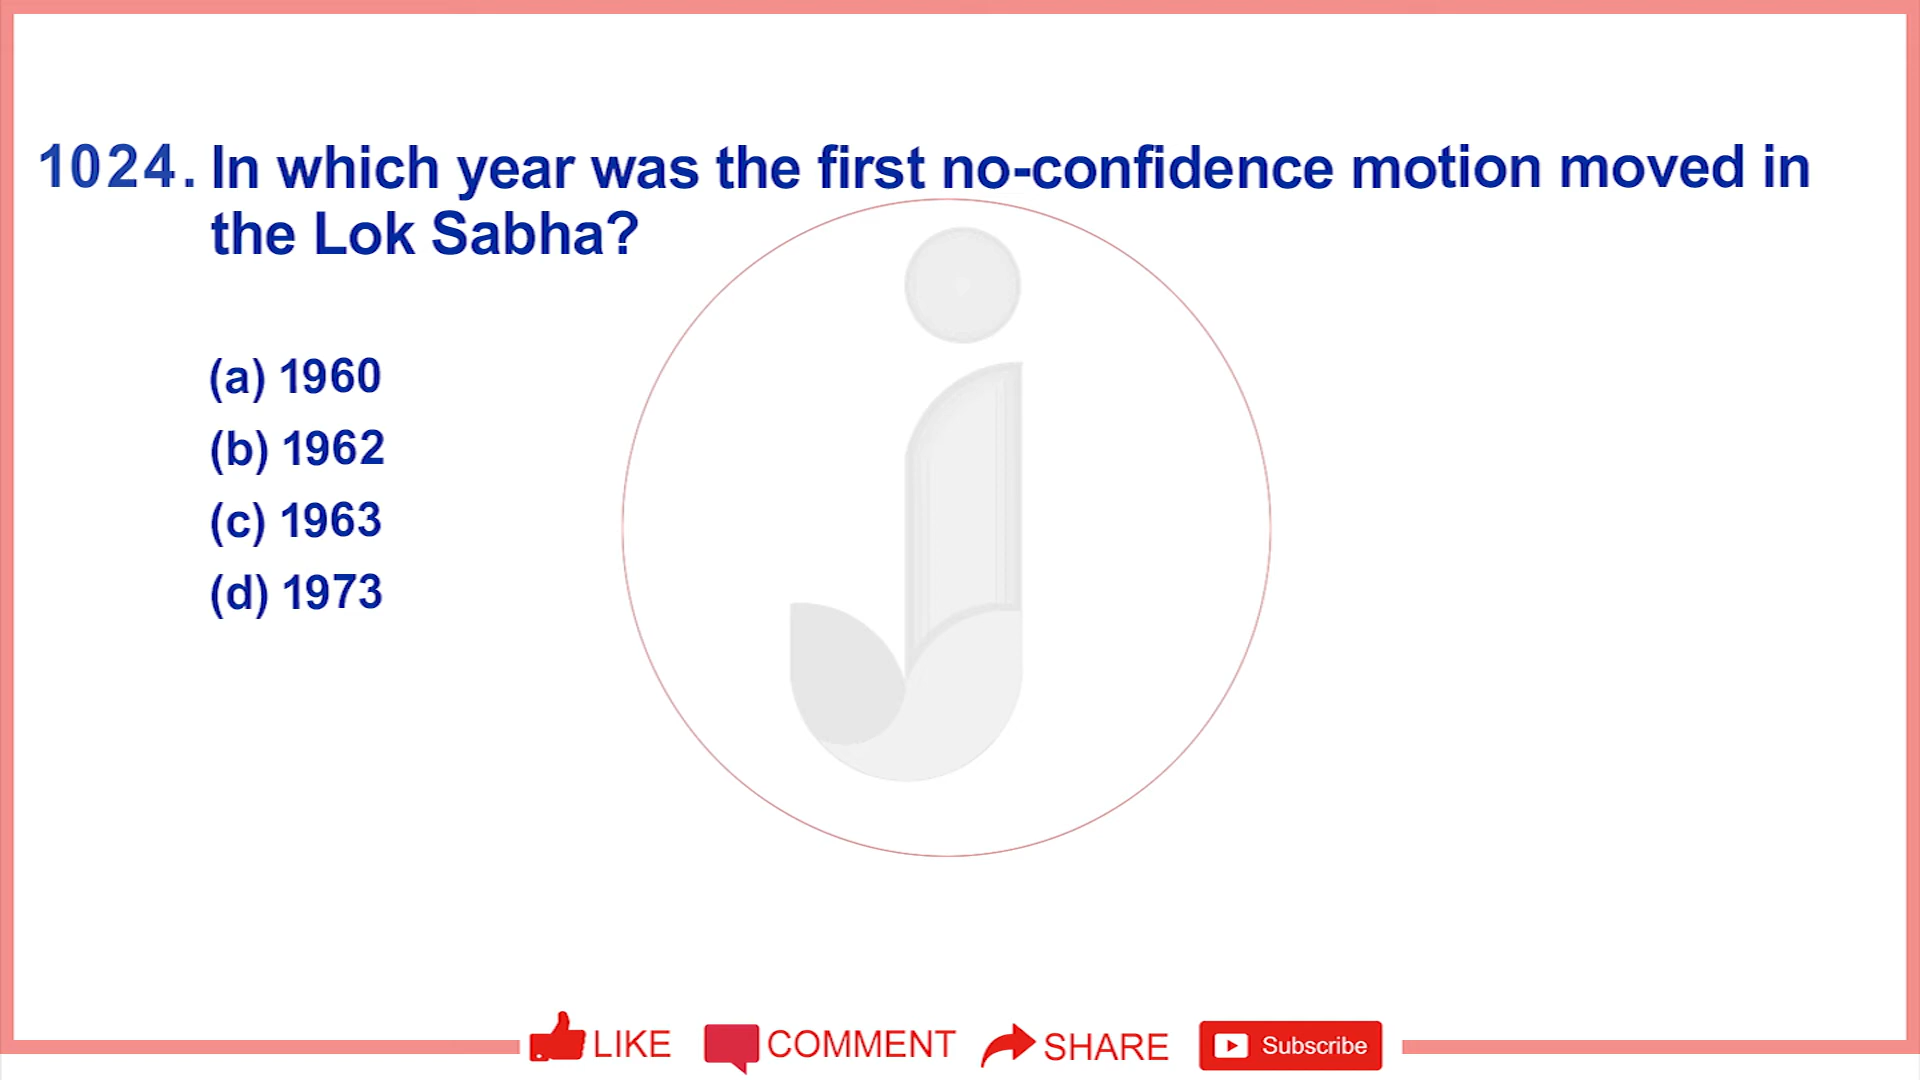 1024. In which year was the first no-confidence motion moved in
the Lok Sabha?
(a) 1960
(b) 1962
(c) 1963
(d) 1973
LIKE COMMENT SHARE Subscribe